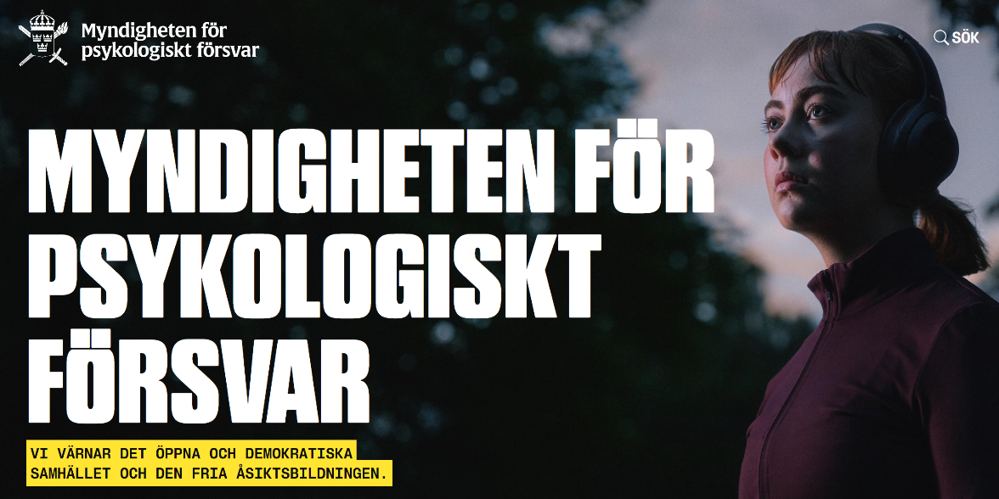 Myndigheten för
psykologiskt försvar
SÖK
MYNDIGHETEN FÖR
PSYKOLOGISKT
FÖRSVAR
VI VÄRNAR DET ÖPPNA OCH DEMOKRATISKA
SAMHÄLLET OCH DEN FRIA ÅSIKTSBILDNINGEN.